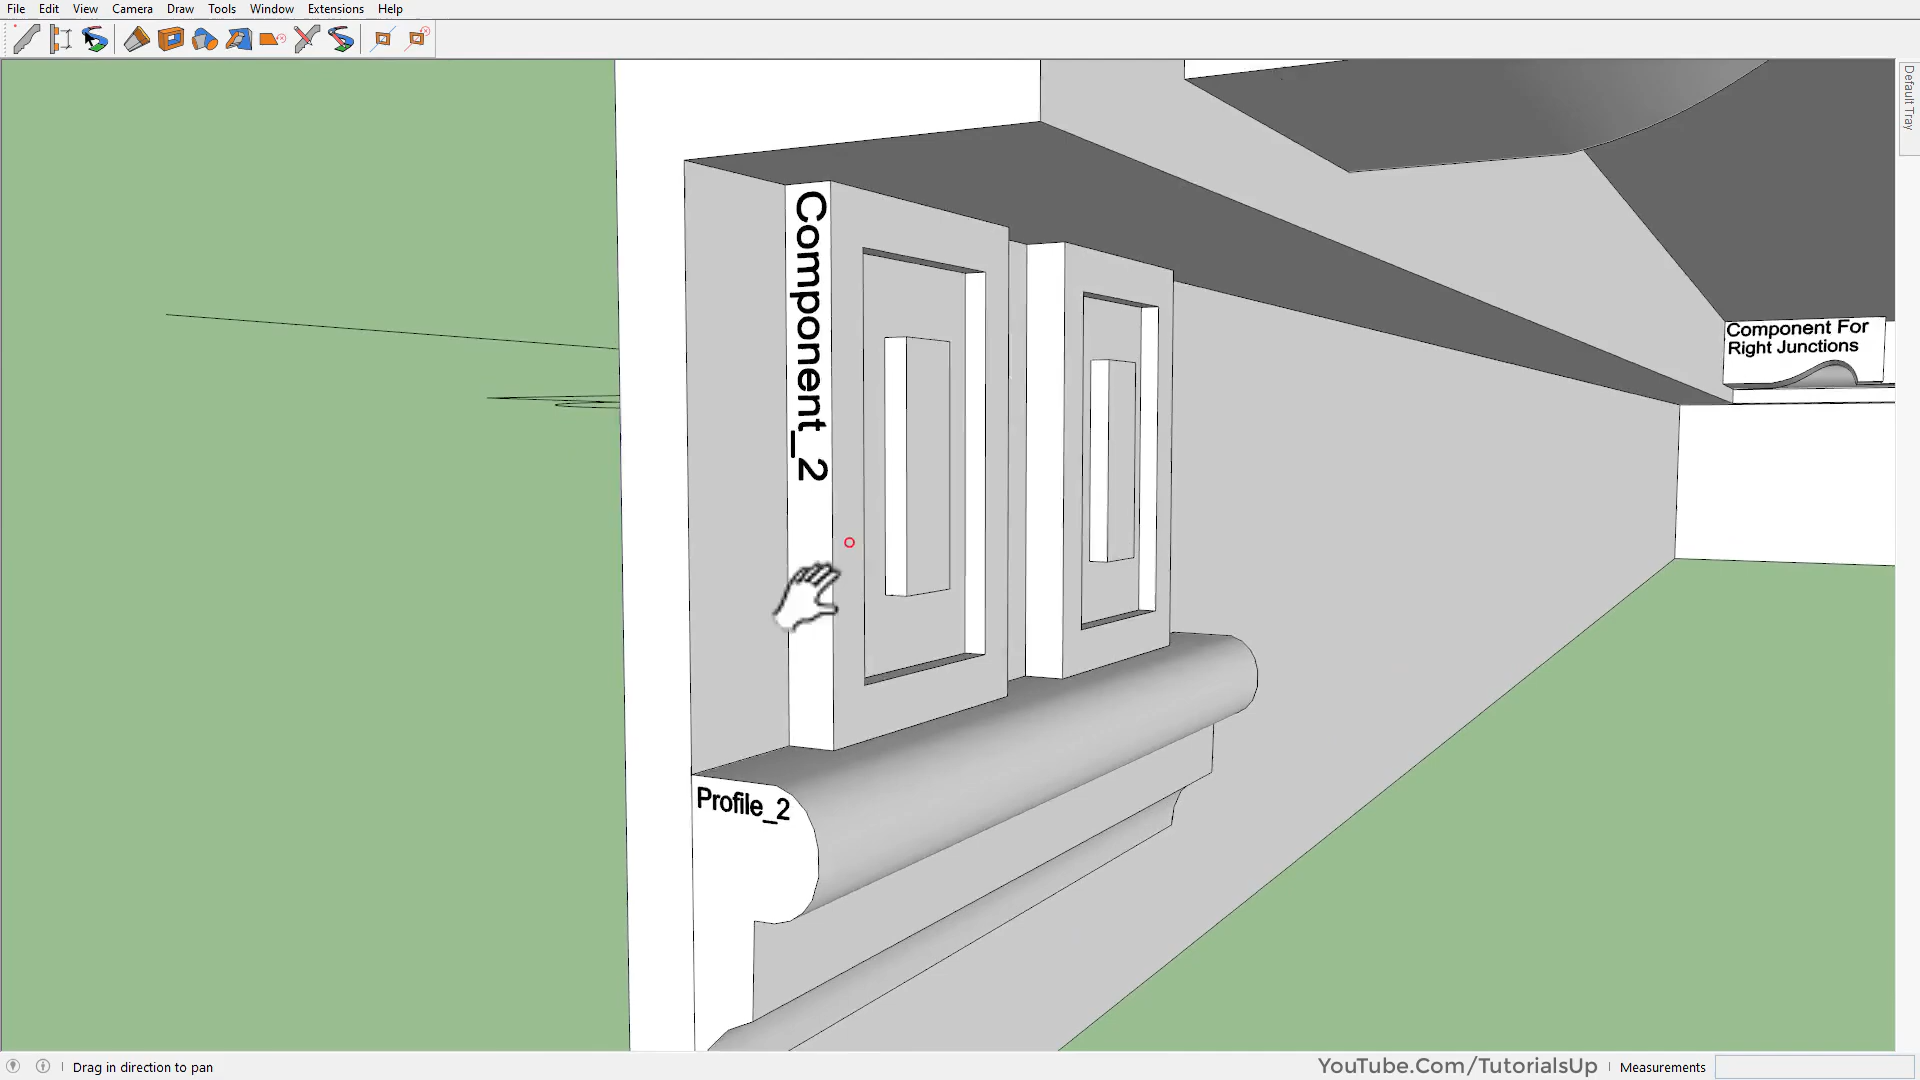 File Edit View Camera Draw Tools Window Extensions Help
Default Tray
Component_2
Component For
Right Junctions
Profile_2
Drag in direction to pan
YouTube.Com/TutorialsUp
Measurements